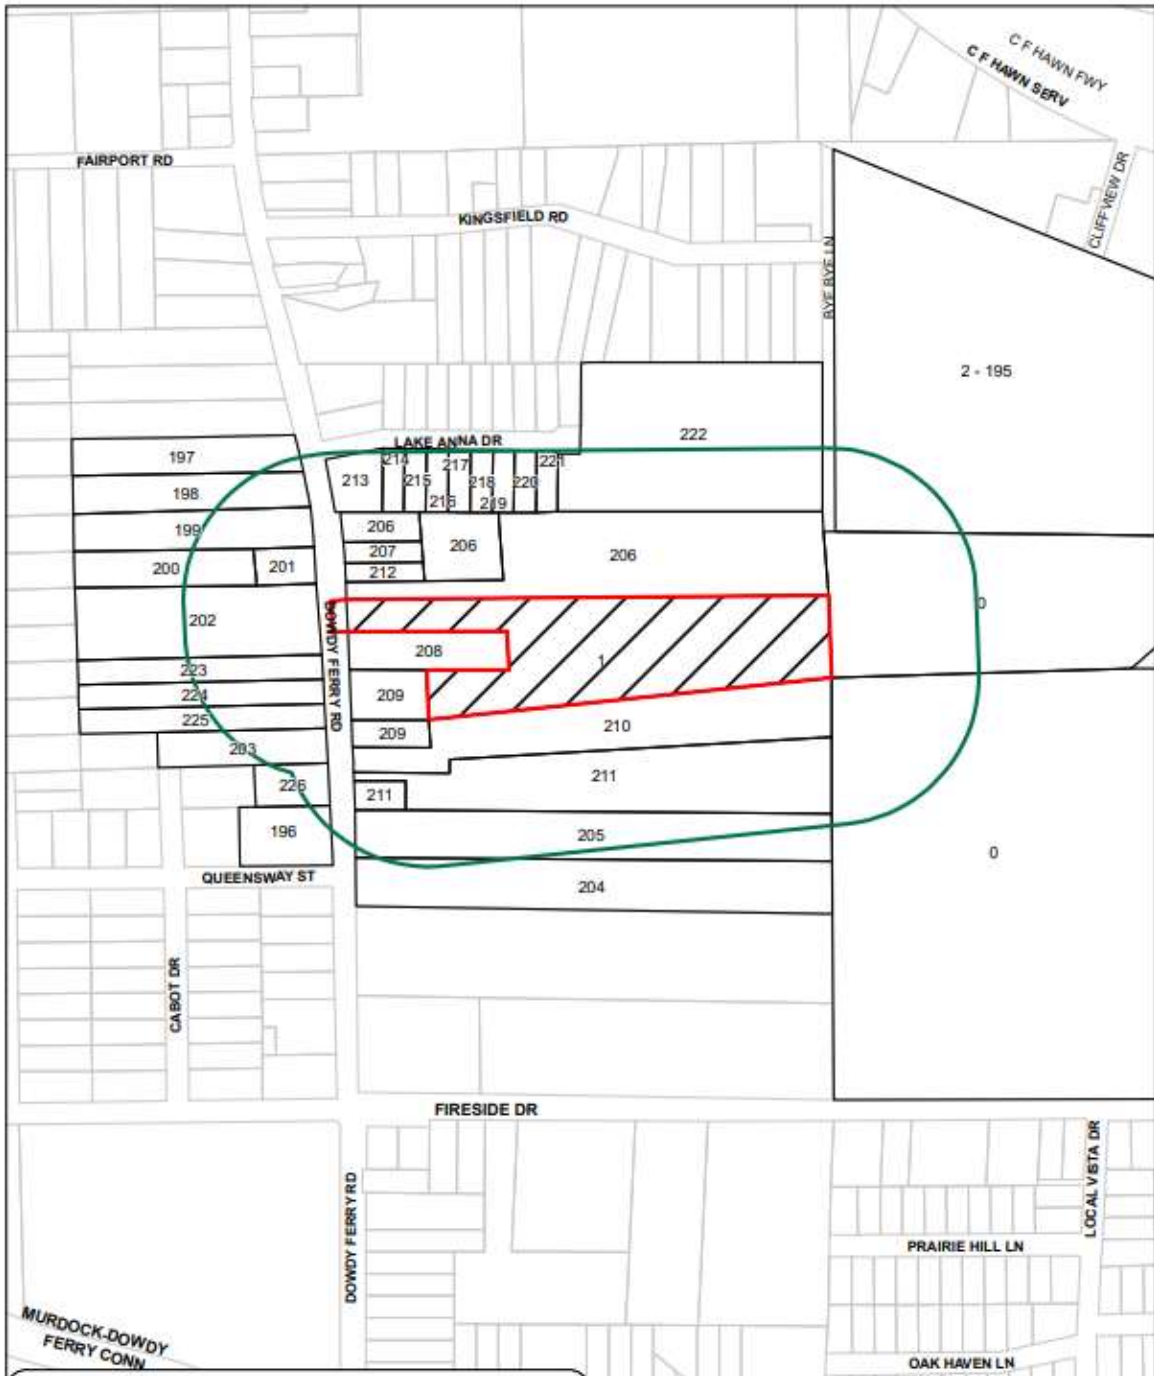 C F HAWN FWY
C F HAWN SERV
FAIRPORT RD
CLIFFVIEW DR
KINGSFIELD RD
BYE BYE LN
2 - 195
LAKE ANNA DR
222
197
214
217
221
198
213
215
218
220
216
219
199
206
206
207
206
200
201
212
0
202
DOWDY FERRY RD
208
1
223
224
209
225
210
209
203
211
226
211
196
205
0
QUEENSWAY ST
204
CABOT DR
FIRESIDE DR
LOCAL VISTA DR
DOWDY FERRY RD
PRAIRIE HILL LN
MURDOCK-DOWDY
FERRY CONN
OAK HAVEN LN